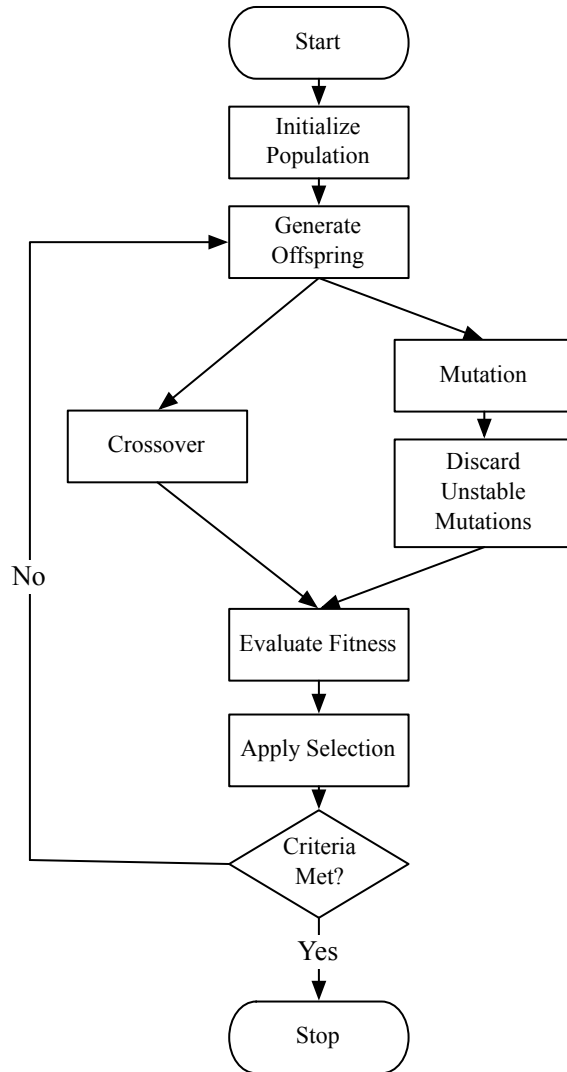 Start
Initialize
Population
Generate
Offspring
Mutation
Crossover
Discard
Unstable
Mutations
No
Evaluate Fitness
Apply Selection
Criteria
Met?
Yes
Stop